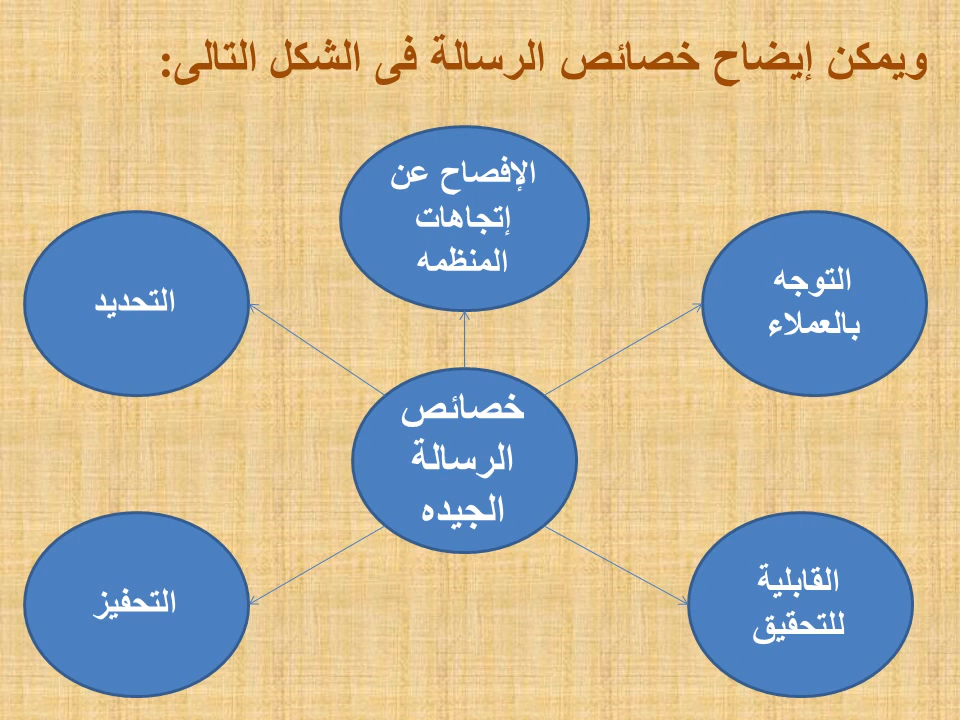 ويمكن إيضاح خصائص الرسالة فى الشكل التالى:
الإفصاح عن
إتجاهات
المنظمه
التوجه
بالعملاء
التحديد
خصائص
الرسالة
الجيده
القابلية
للتحقيق
التحفيز